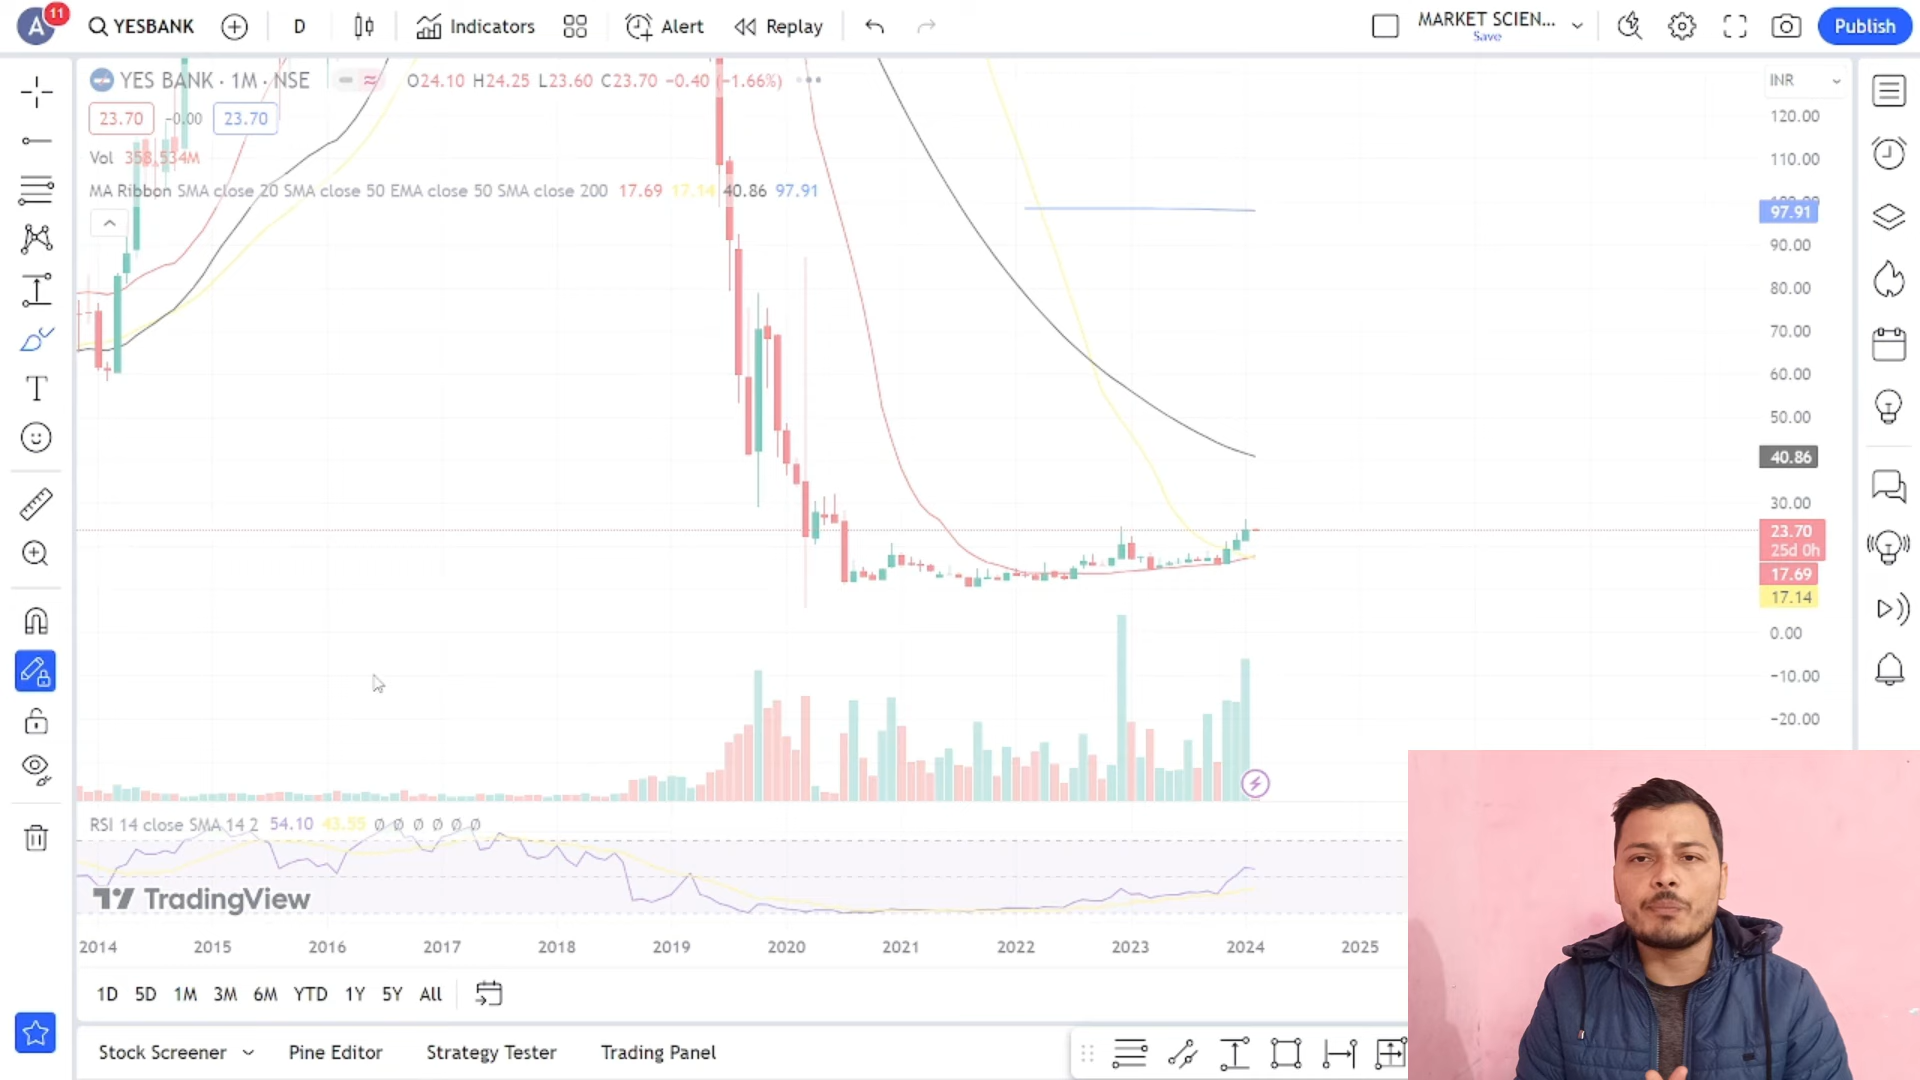 A 11 YESBANK D Indicators Alert Replay MARKET SCIEN... Save Publish
YES BANK · 1M · NSE O24.10 H24.25 L23.60 C23.70 −0.40 (−1.66%)
INR
23.70 −0.00 23.70
Vol 358.534M
MA Ribbon SMA close 20 SMA close 50 EMA close 50 SMA close 200 17.69 17.14 40.86 97.91
120.00
110.00
97.91
90.00
80.00
70.00
60.00
50.00
40.86
30.00
23.70
25d 0h
17.69
17.14
0.00
−10.00
−20.00
RSI 14 close SMA 14 2 54.10 43.55 Ø Ø Ø Ø Ø Ø
TradingView
2014 2015 2016 2017 2018 2019 2020 2021 2022 2023 2024 2025
1D 5D 1M 3M 6M YTD 1Y 5Y All
Stock Screener Pine Editor Strategy Tester Trading Panel